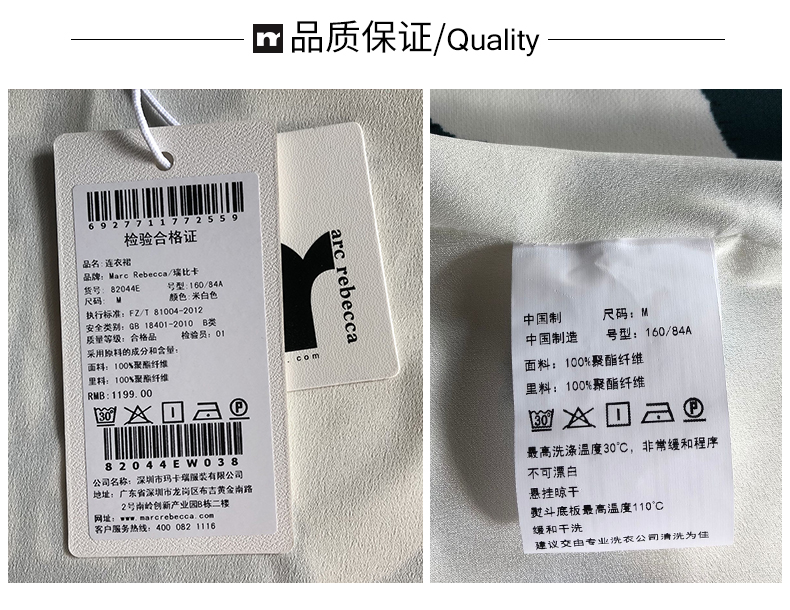 品质保证/Quality
6927711772559
检验合格证
品名: 连衣裙
品牌: Marc Rebecca/瑞比卡
货号: 82044E 号型:160/84A
尺码: M 颜色:米白色
执行标准: FZ/T 81004-2012
安全类别: GB 18401-2010 B类
质量等级: 合格品 检验员: 01
采用原料的成分和含量:
面料: 100%聚酯纤维
里料: 100%聚酯纤维
RMB:1199.00
30°
P
82044EW038
公司名称: 深圳市玛卡瑞服装有限公司
地址: 广东省深圳市龙岗区布吉黄金南路
2号南岭创新产业园B栋二楼
网址: www.marcrebecca.com
客户服务热线: 400 082 1116
arc rebecca
. com
中国制 尺码: M
中国制造 号型: 160/84A
面料: 100%聚酯纤维
里料: 100%聚酯纤维
30°
P
最高洗涤温度30℃, 非常缓和程序
不可漂白
悬挂晾干
熨斗底板最高温度110℃
缓和干洗
建议交由专业洗衣公司清洗为佳